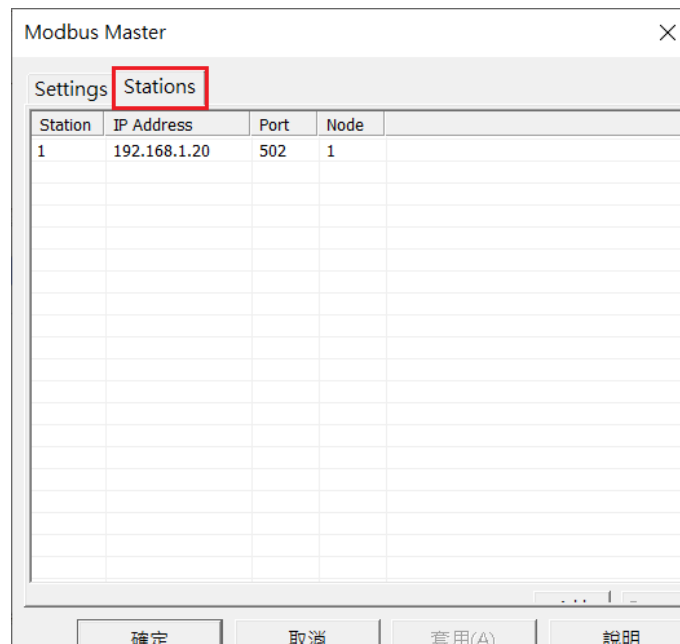 Modbus Master
Settings Stations
Station IP Address Port Node
1 192.168.1.20 502 1
確定 取消 套用(A) 說明